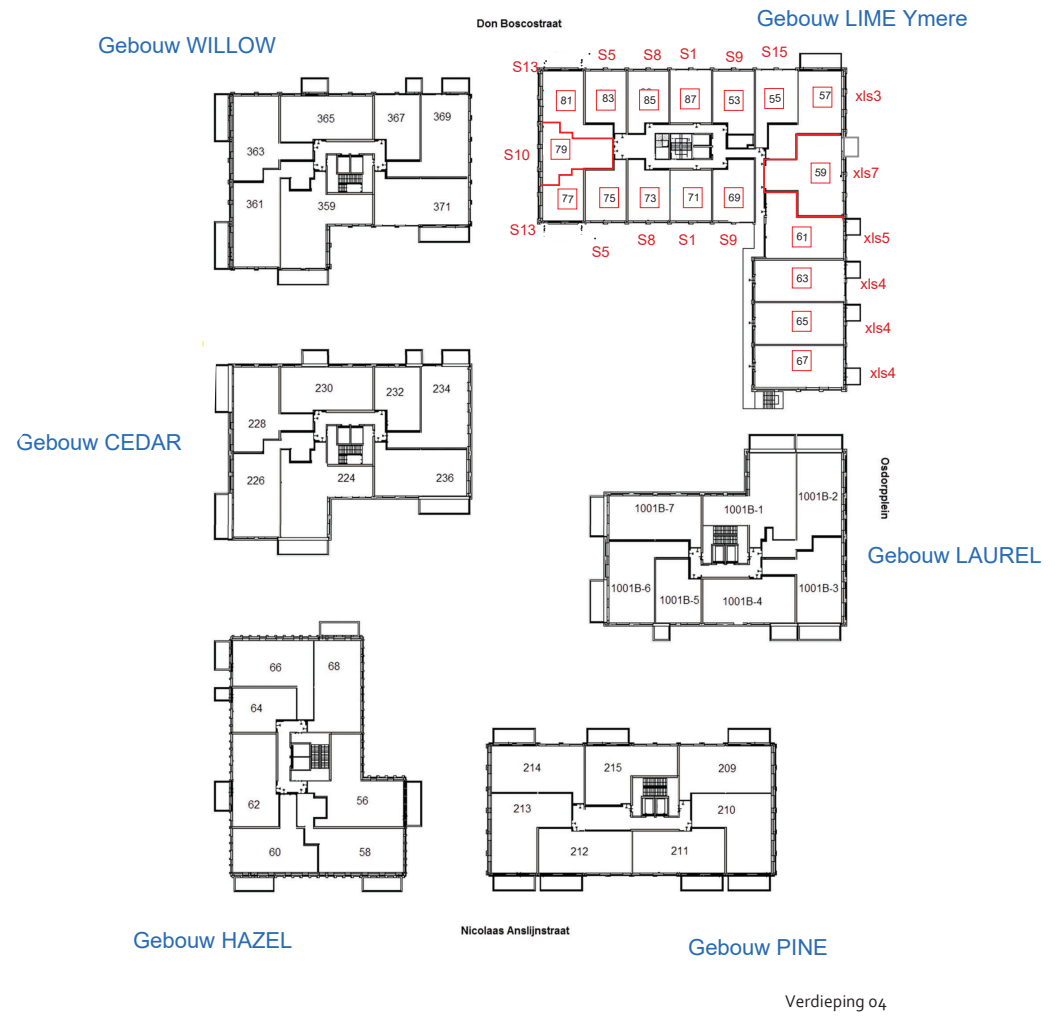 Don Boscostraat
Gebouw LIME Ymere
Gebouw WILLOW
S13 S5 S8 S1 S9 S15
81 83 85 87 53 55 57 xls3
S10 79 59 xls7
77 75 73 71 69
S13 S5 S8 S1 S9
61 xls5
63 xls4
65 xls4
67 xls4
365 367 369
363
361 359 371
230 232 234
228
Gebouw CEDAR
226 224 236
Osdorpplein
1001B-2
1001B-7 1001B-1
Gebouw LAUREL
1001B-6 1001B-5 1001B-4 1001B-3
66 68
64
62 56
60 58
214 215 209
213 210
212 211
Nicolaas Anslijnstraat
Gebouw HAZEL
Gebouw PINE
Verdieping 04